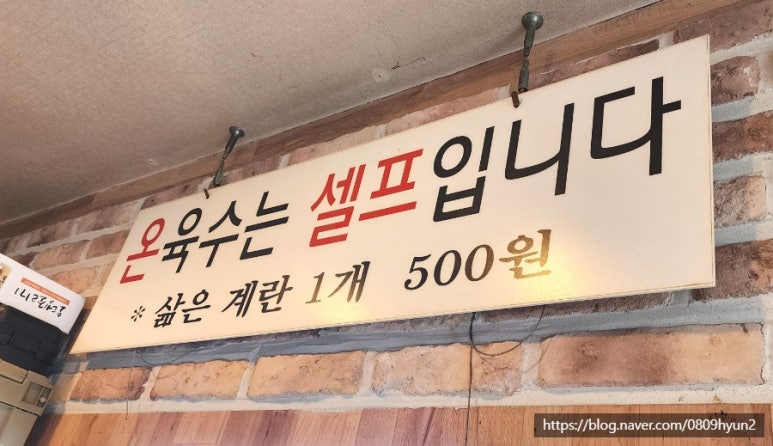 온육수는 셀프입니다
※ 삶은 계란 1개 500원
https://blog.naver.com/0809hyun2